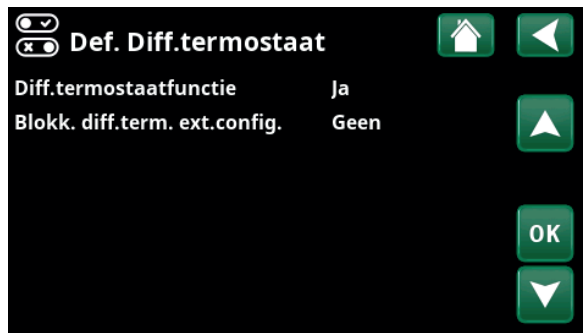 Def. Diff.termostaat
Diff.termostaatfunctie Ja
Blokk. diff.term. ext.config. Geen
OK